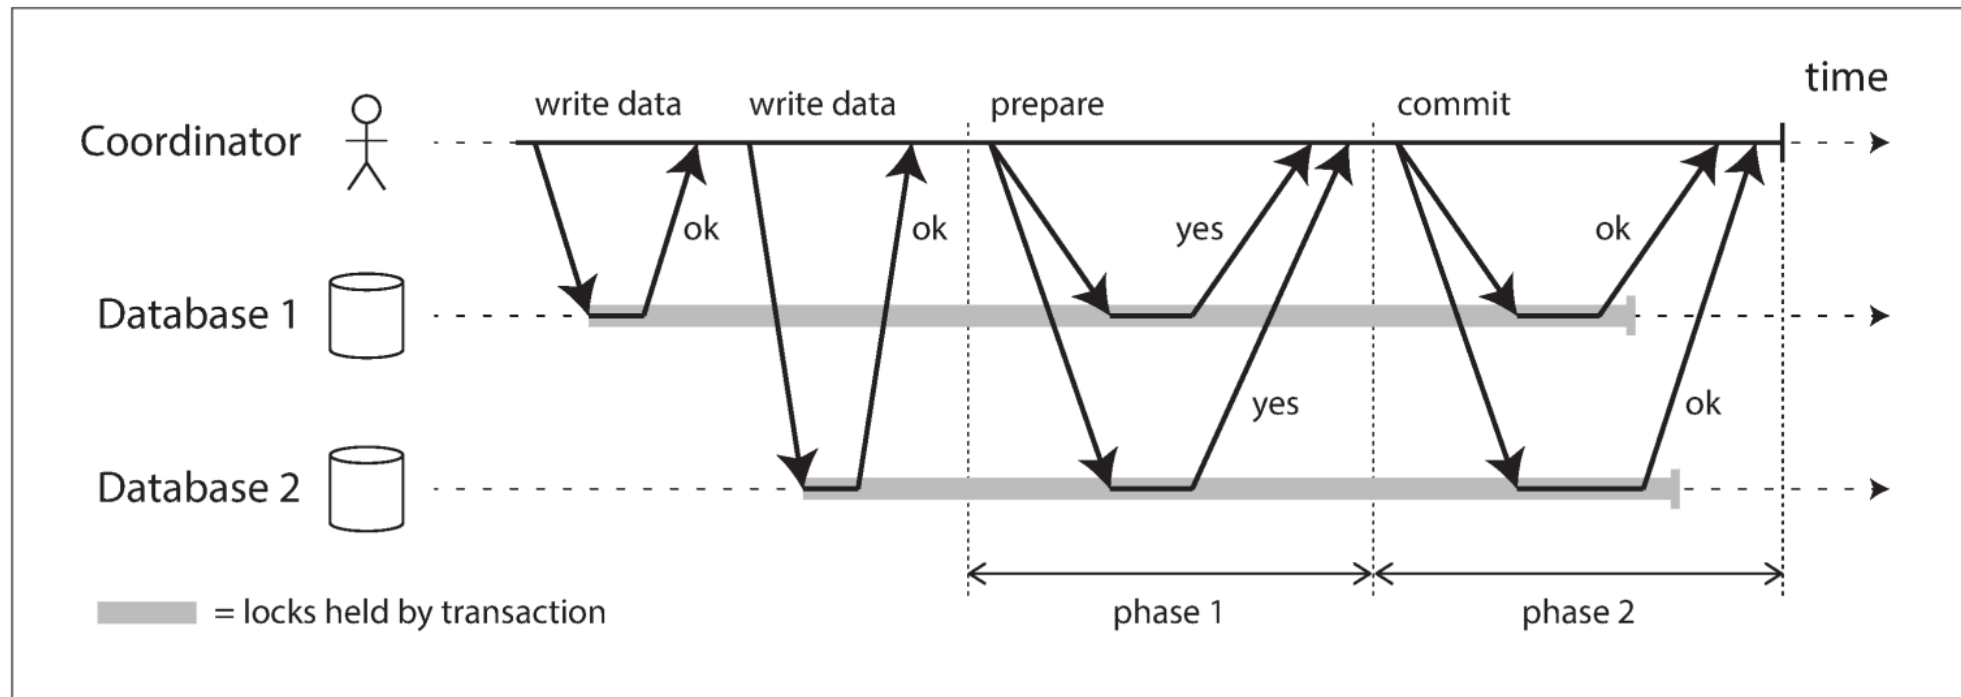 time
write data
write data
prepare
commit
Coordinator
ok
ok
yes
ok
Database 1
yes
ok
Database 2
= locks held by transaction
phase 1
phase 2